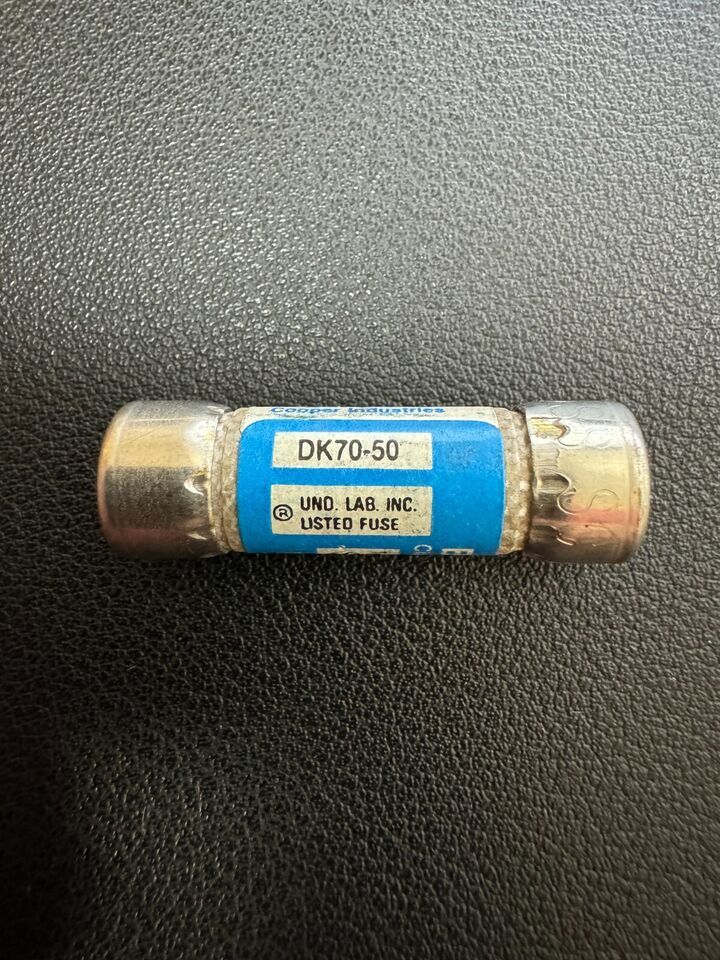 Cooper Industries
DK70-50
® UND. LAB. INC.
LISTED FUSE